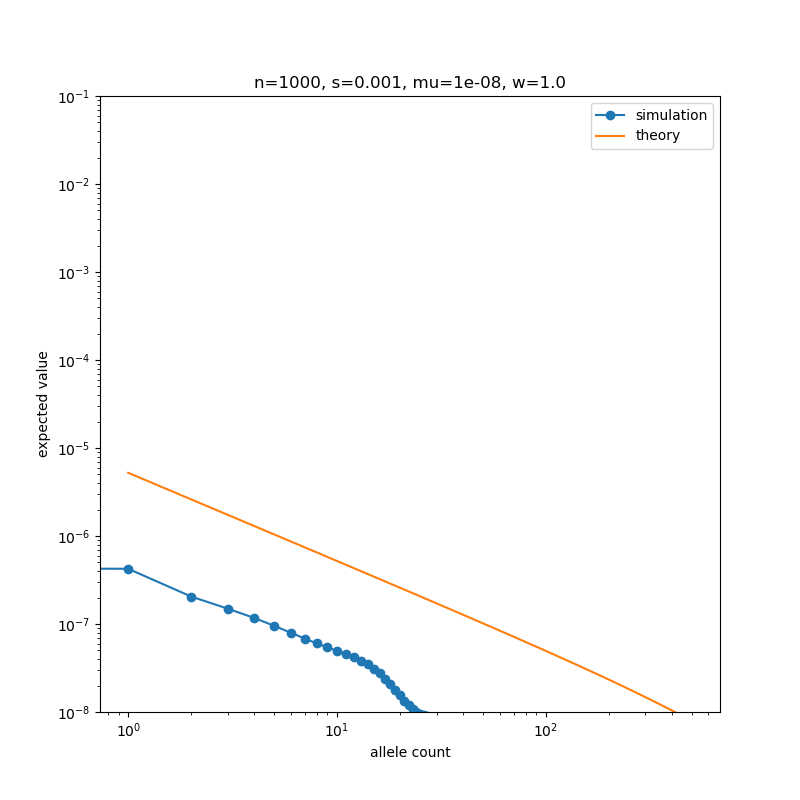 n=1000, s=0.001, mu=1e-08, w=1.0
simulation
theory
10⁻¹
10⁻²
10⁻³
10⁻⁴
10⁻⁵
10⁻⁶
10⁻⁷
10⁻⁸
expected value
10⁰ 10¹ 10²
allele count